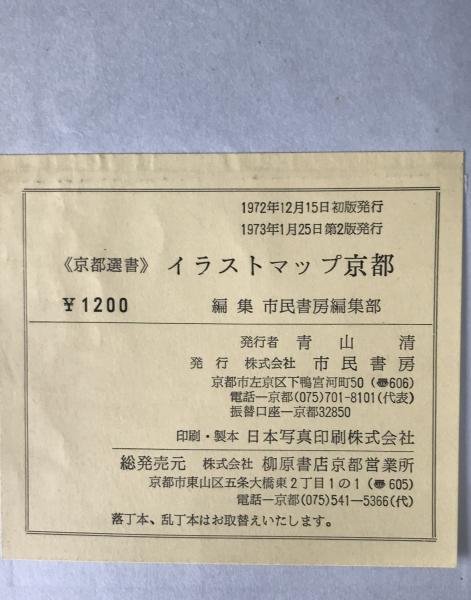 1972年12月15日初版発行
1973年1月25日第2版発行
《京都選書》 イラストマップ京都
¥1200 編集 市民書房編集部
発行者 青山 清
発行 株式会社 市民書房
京都市左京区下鴨宮河町50(〠606)
電話―京都(075)701-8101(代表)
振替口座―京都32850
印刷・製本 日本写真印刷株式会社
総発売元 株式会社 柳原書店京都営業所
京都市東山区五条大橋東2丁目1の1(〠605)
電話―京都(075)541―5366(代)
落丁本、乱丁本はお取替えいたします。